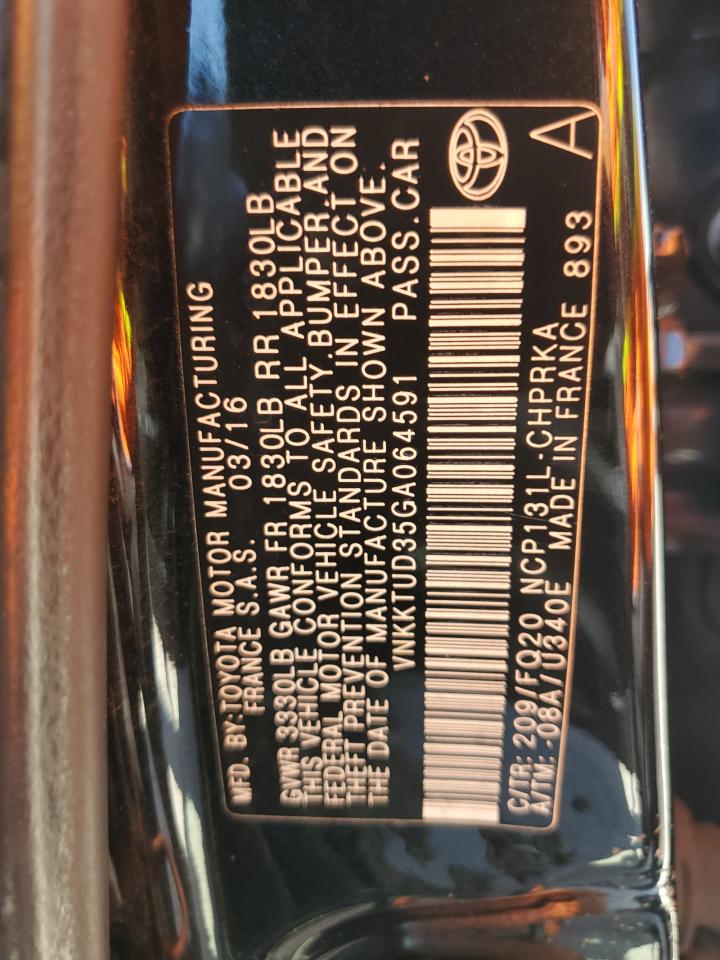 MFD. BY:TOYOTA MOTOR MANUFACTURING
FRANCE S.A.S. 03/16
GVWR 3330LB GAWR FR 1830LB RR 1830LB
THIS VEHICLE CONFORMS TO ALL APPLICABLE
FEDERAL MOTOR VEHICLE SAFETY,BUMPER,AND
THEFT PREVENTION STANDARDS IN EFFECT ON
THE DATE OF MANUFACTURE SHOWN ABOVE.
VNKKTUD35GA064591 PASS.CAR
C/TR: 209/FQ20 NCP131L-CHPRKA
A/TM: -08A/U340E MADE IN FRANCE 893
A